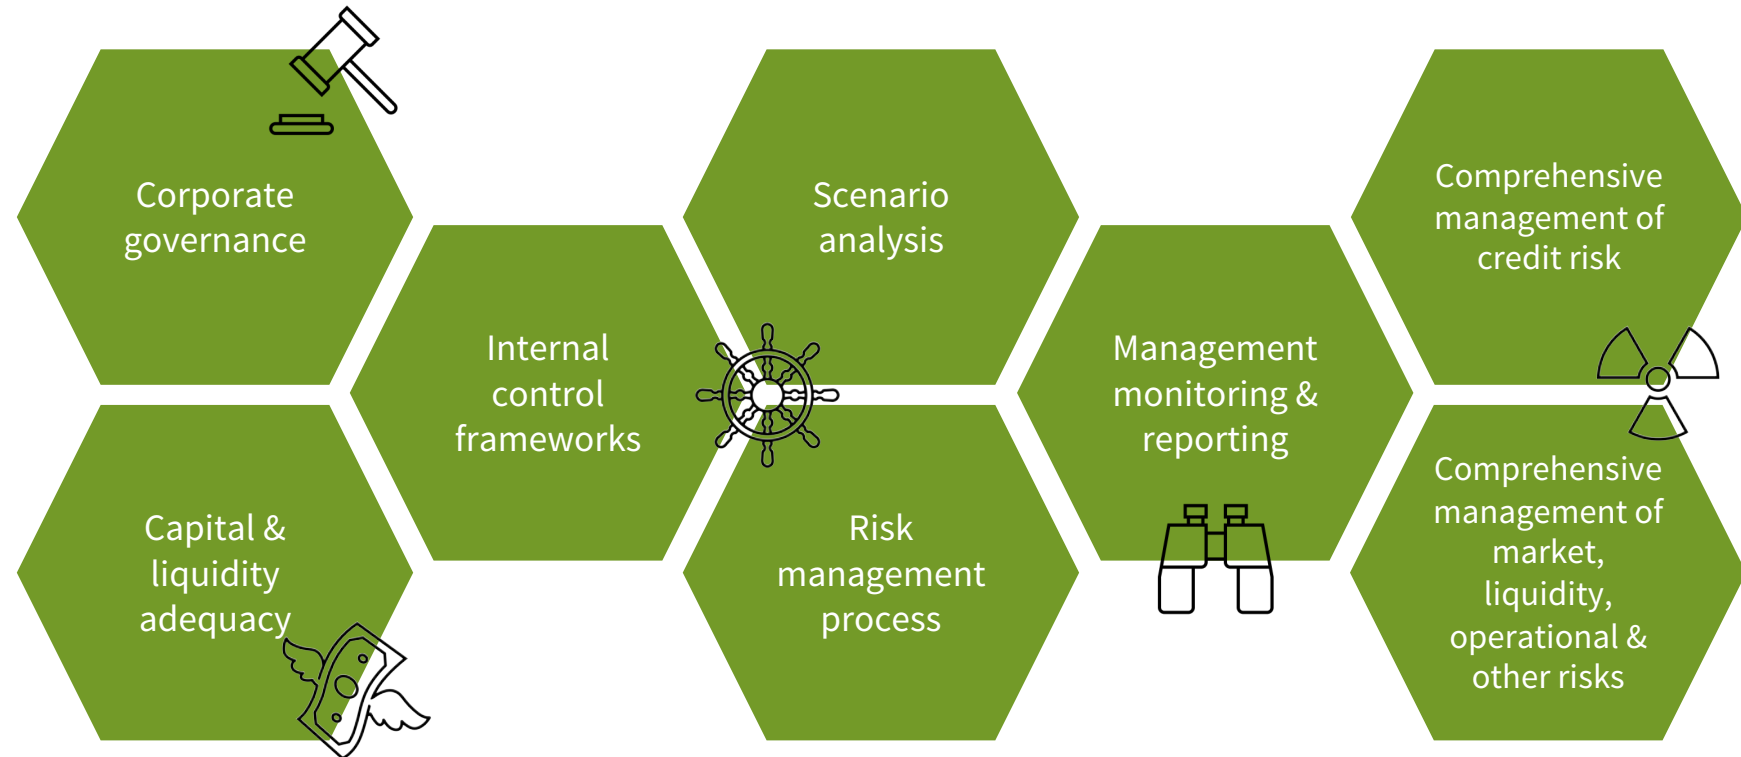 Corporate
governance
Capital &
liquidity
adequacy
Internal
control
frameworks
Scenario
analysis
Risk
management
process
Management
monitoring &
reporting
Comprehensive
management of
credit risk
Comprehensive
management of
market,
liquidity,
operational &
other risks